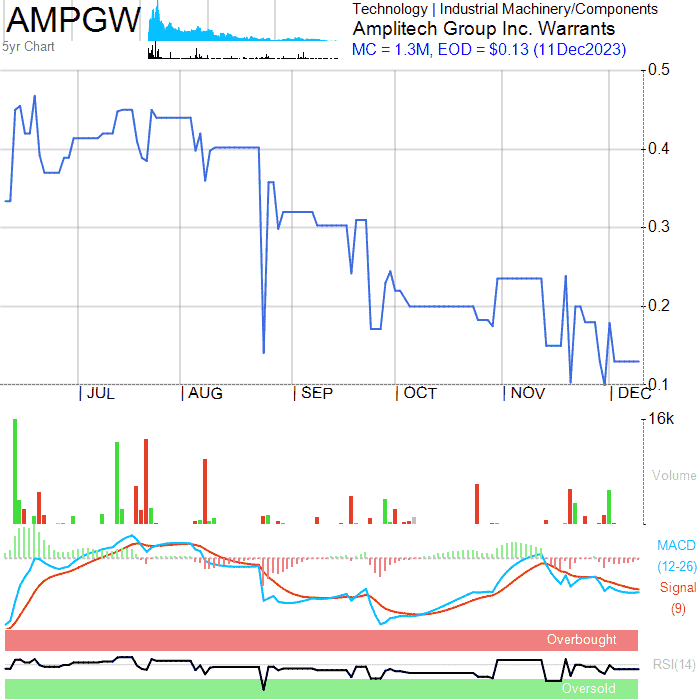 AMPGW
5yr Chart
Technology | Industrial Machinery/Components
Amplitech Group Inc. Warrants
MC = 1.3M, EOD = $0.13 (11Dec2023)
0.5
0.4
0.3
0.2
0.1
| JUL | AUG | SEP | OCT | NOV | DEC
16k
Volume
MACD
(12-26)
Signal
(9)
Overbought
RSI(14)
Oversold